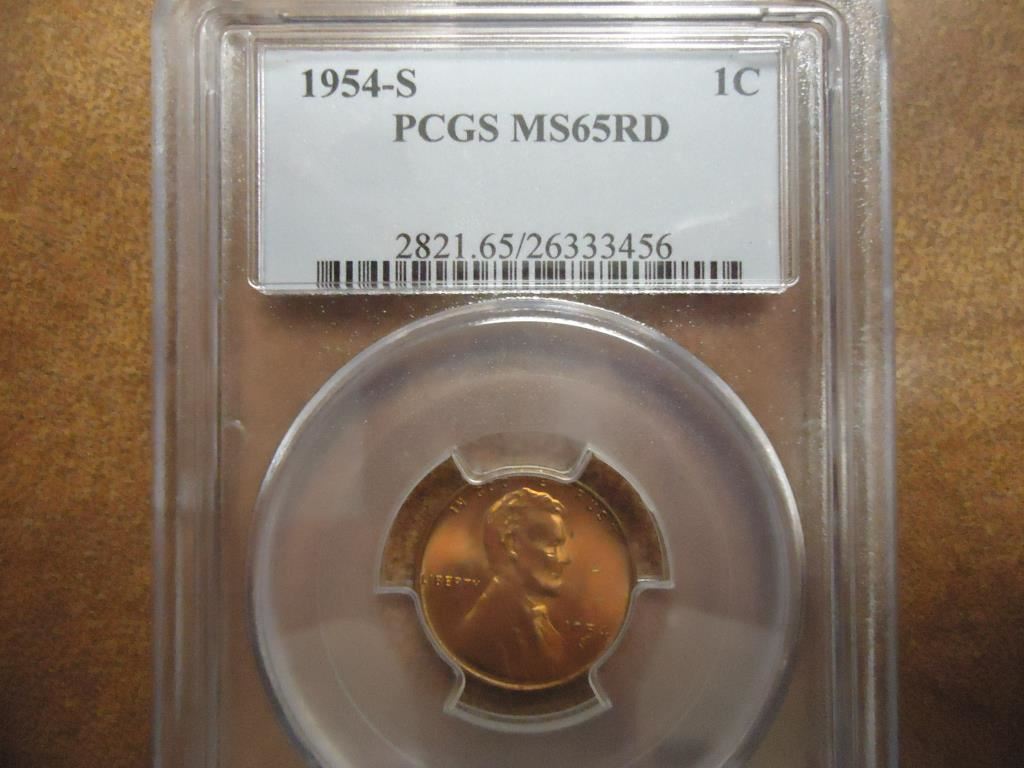 1954-S 1C
PCGS MS65RD
2821.65/26333456
LIBERTY